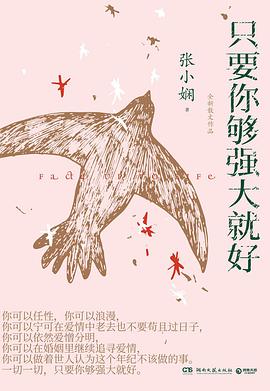 只要你够强大就好
张小娴 著
全新散文作品
你可以任性，你可以浪漫，
你可以宁可在爱情中老去也不要苟且过日子，
你可以依然爱憎分明，
你可以在婚姻里继续追寻爱情，
你可以做着世人认为这个年纪不该做的事。
一切一切，只要你够强大就好。
湖南文艺出版社
博集天卷